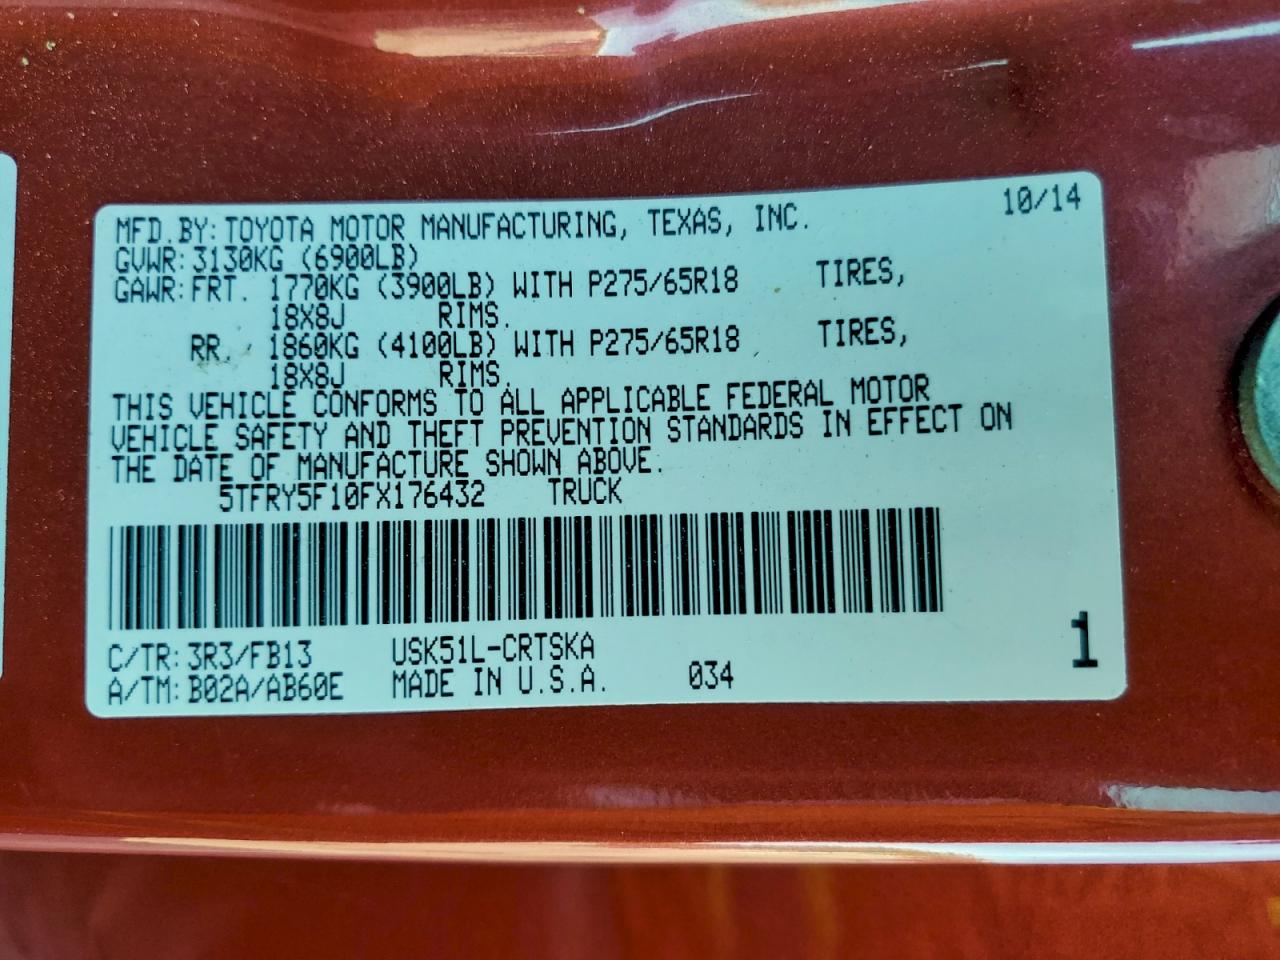 10/14
MFD.BY:TOYOTA MOTOR MANUFACTURING, TEXAS, INC.
GVWR:3130KG (6900LB)
GAWR:FRT. 1770KG (3900LB) WITH P275/65R18 TIRES,
18X8J RIMS.
RR. 1860KG (4100LB) WITH P275/65R18 TIRES,
18X8J RIMS.
THIS VEHICLE CONFORMS TO ALL APPLICABLE FEDERAL MOTOR
VEHICLE SAFETY AND THEFT PREVENTION STANDARDS IN EFFECT ON
THE DATE OF MANUFACTURE SHOWN ABOVE.
5TFRY5F10FX176432 TRUCK
C/TR:3R3/FB13 USK51L-CRTSKA
A/TM:B02A/AB60E MADE IN U.S.A. 034
1